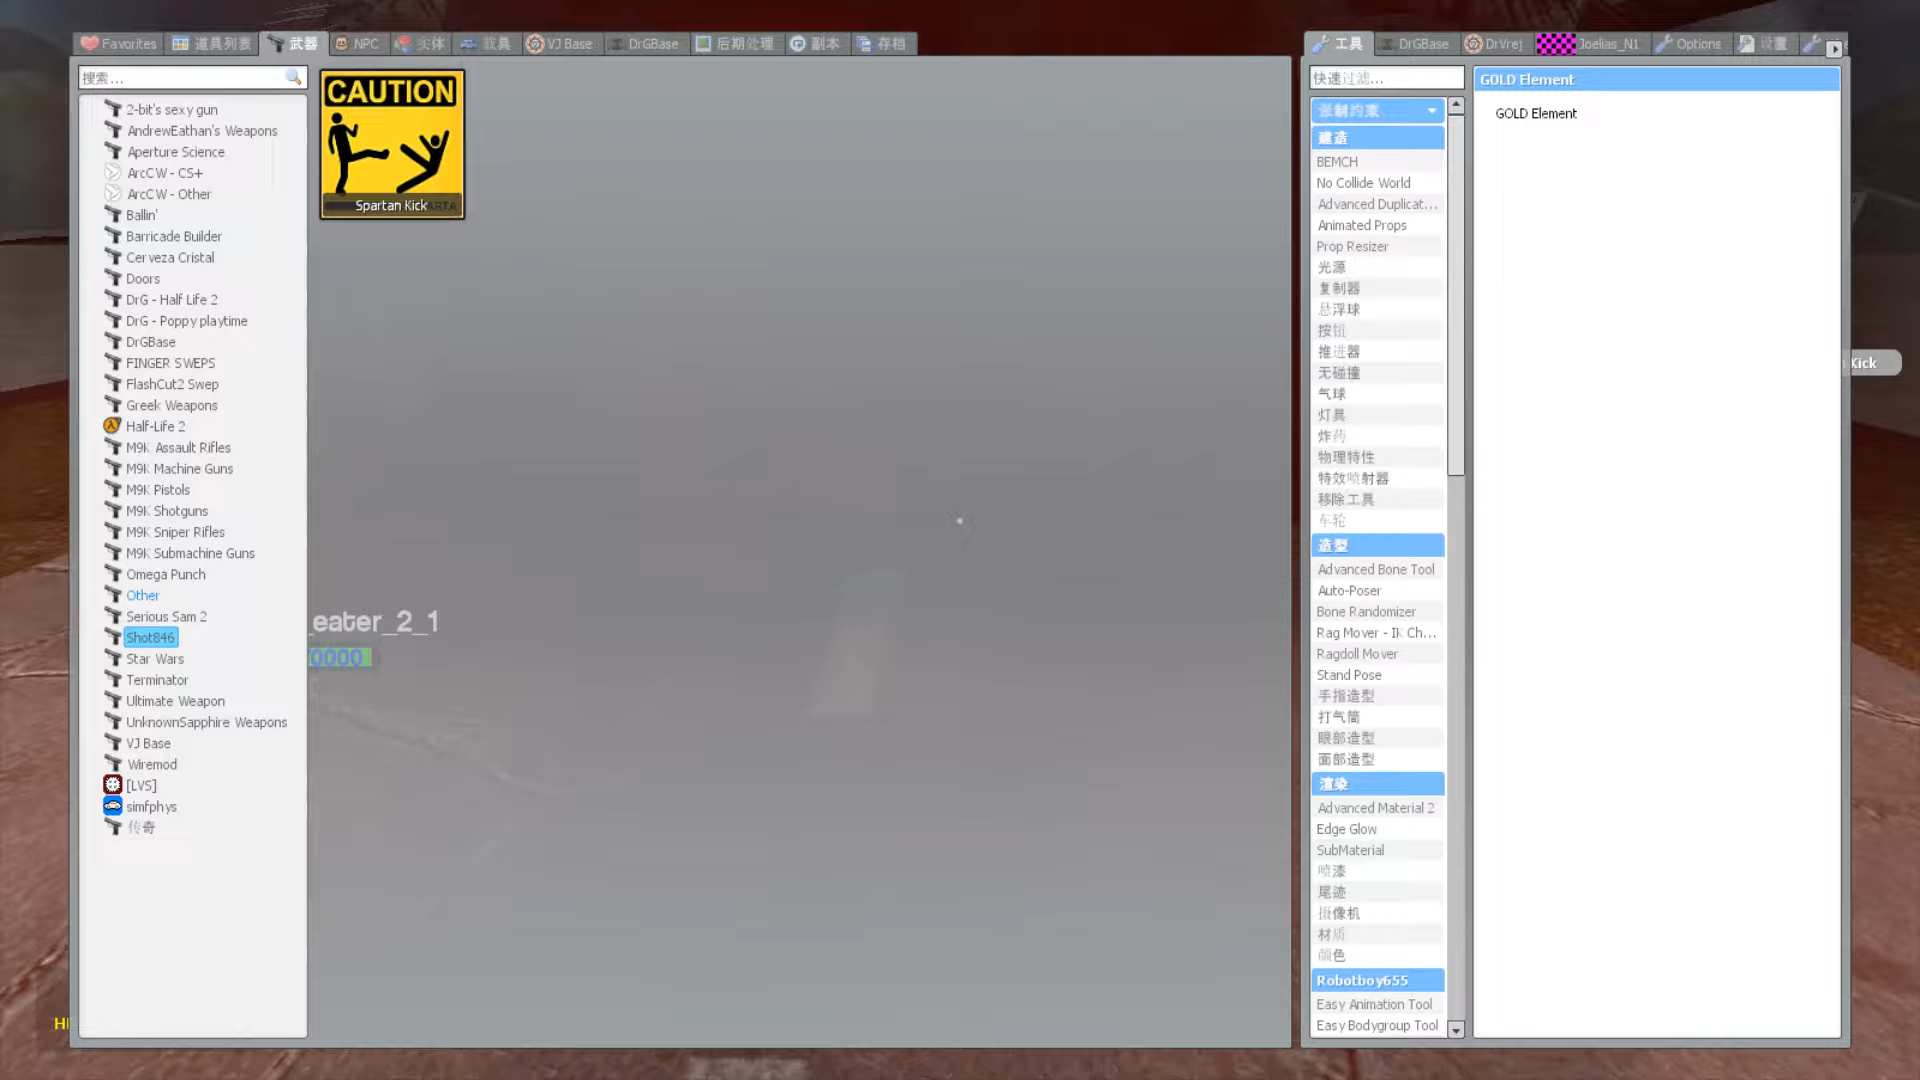 Favorites
道具列表
武器
NPC
实体
载具
VJ Base
DrGBase
后期处理
副本
存档
搜索...
2-bit's sexy gun
AndrewEathan's Weapons
Aperture Science
ArcCW - CS+
ArcCW - Other
Ballin'
Barricade Builder
Cerveza Cristal
Doors
DrG - Half Life 2
DrG - Poppy playtime
DrGBase
FINGER SWEPS
FlashCut2 Swep
Greek Weapons
Half-Life 2
M9K Assault Rifles
M9K Machine Guns
M9K Pistols
M9K Shotguns
M9K Sniper Rifles
M9K Submachine Guns
Omega Punch
Other
Serious Sam 2
Shot846
Star Wars
Terminator
Ultimate Weapon
UnknownSapphire Weapons
VJ Base
Wiremod
[LVS]
simfphys
传奇
CAUTION
Spartan Kick
_eater_2_1
0000
工具
DrGBase
DrVrej
Joelias_N1
Options
设置
快速过滤...
强制约束
建造
BEMCH
No Collide World
Advanced Duplicat...
Animated Props
Prop Resizer
光源
复制器
悬浮球
按钮
推进器
无碰撞
气球
灯具
炸药
物理特性
特效喷射器
移除工具
车轮
造型
Advanced Bone Tool
Auto-Poser
Bone Randomizer
Rag Mover - IK Ch...
Ragdoll Mover
Stand Pose
手指造型
打气筒
眼部造型
面部造型
渲染
Advanced Material 2
Edge Glow
SubMaterial
喷漆
尾迹
摄像机
材质
颜色
Robotboy655
Easy Animation Tool
Easy Bodygroup Tool
GOLD Element
GOLD Element
Kick